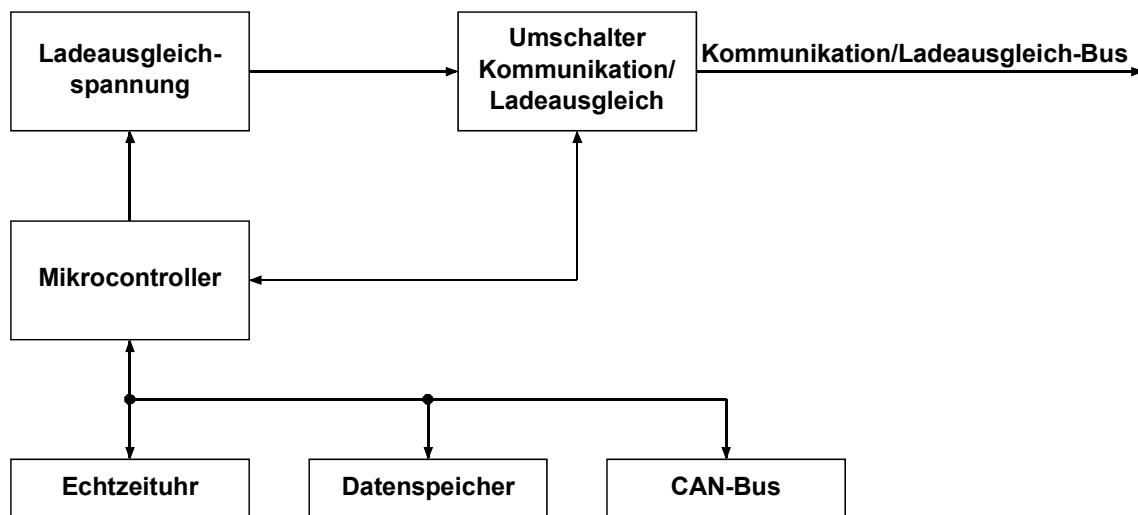 Ladeausgleich-
spannung
Umschalter
Kommunikation/
Ladeausgleich
Kommunikation/Ladeausgleich-Bus
Mikrocontroller
Echtzeituhr
Datenspeicher
CAN-Bus